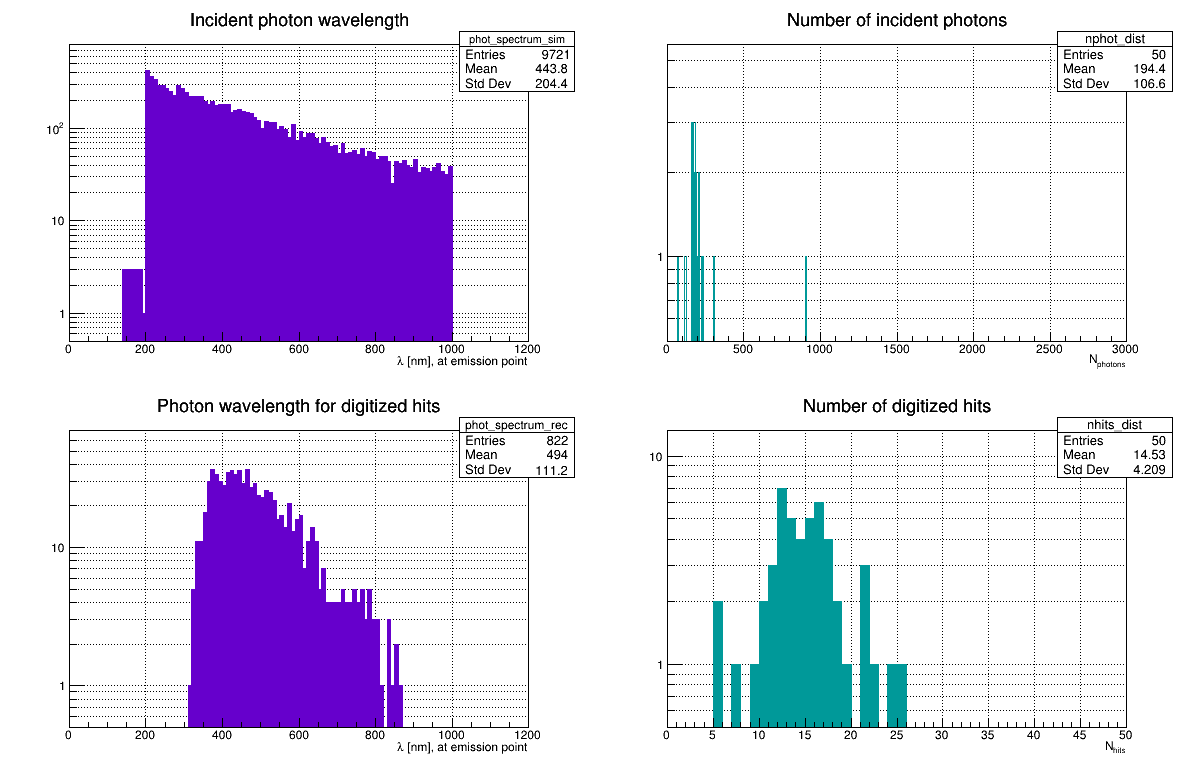 Incident photon wavelength
phot_spectrum_sim
Entries 9721
Mean 443.8
Std Dev 204.4
10²
10
1
0 200 400 600 800 1000 1200
λ [nm], at emission point
Number of incident photons
nphot_dist
Entries 50
Mean 194.4
Std Dev 106.6
1
0 500 1000 1500 2000 2500 3000
Nphotons
Photon wavelength for digitized hits
phot_spectrum_rec
Entries 822
Mean 494
Std Dev 111.2
10
1
0 200 400 600 800 1000 1200
λ [nm], at emission point
Number of digitized hits
nhits_dist
Entries 50
Mean 14.53
Std Dev 4.209
10
1
0 5 10 15 20 25 30 35 40 45 50
Nhits